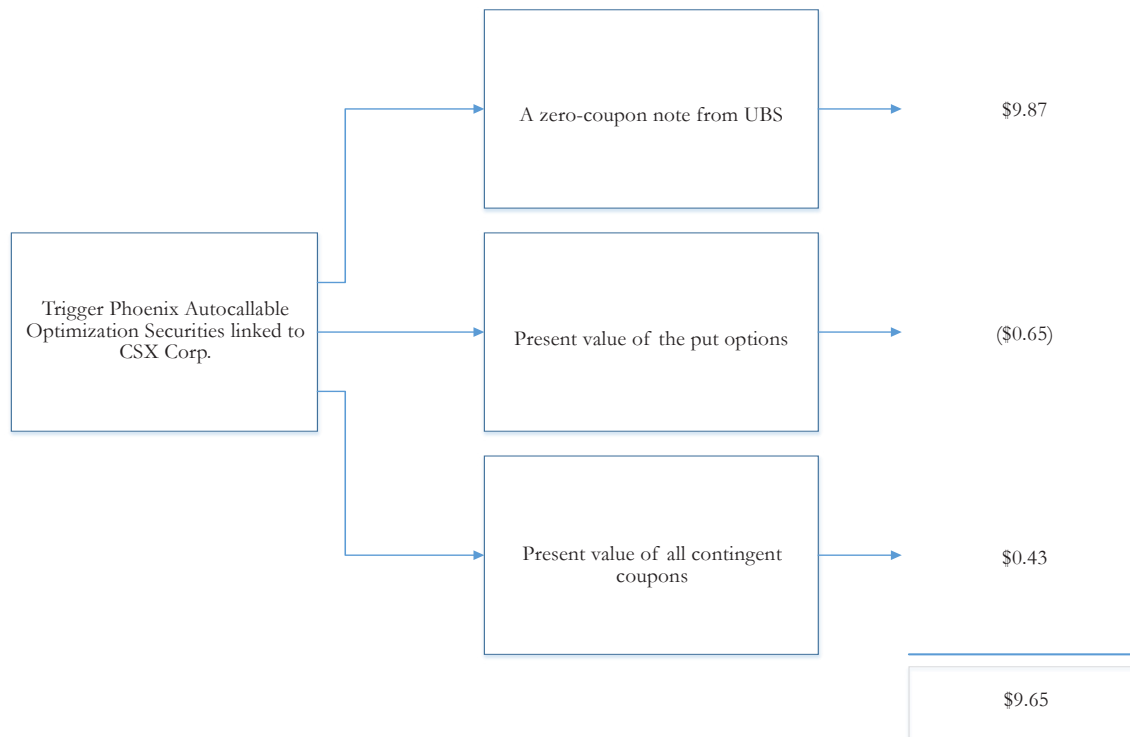 A zero-coupon note from UBS
$9.87
Trigger Phoenix Autocallable
Optimization Securities linked to
CSX Corp.
Present value of the put options
($0.65)
Present value of all contingent
coupons
$0.43
$9.65